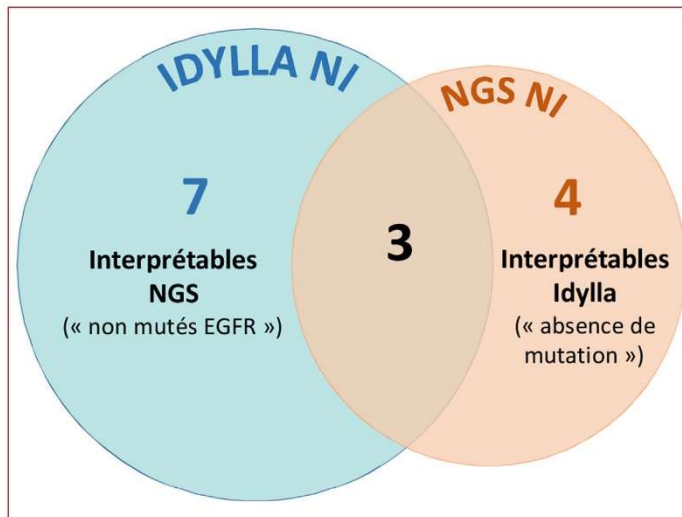 IDYLLA NI
NGS NI
7
Interprétables
NGS
(« non mutés EGFR »)
3
4
Interprétables
Idylla
(« absence de
mutation »)